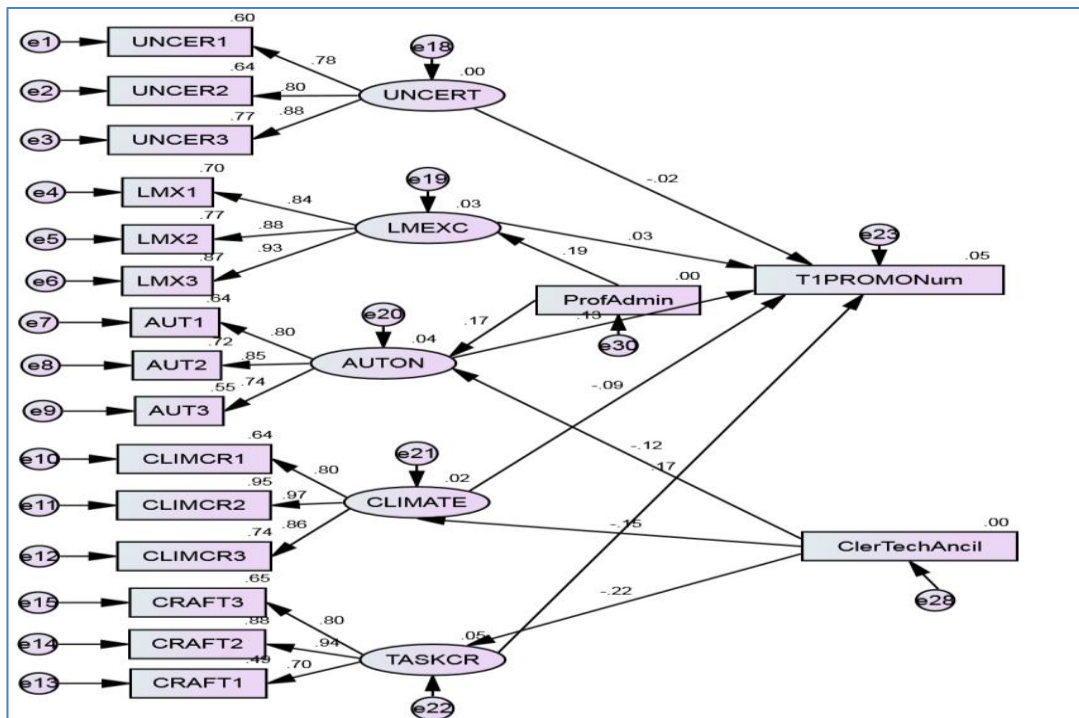 .60
e1 UNCER1
e18
.78 .00
.64
e2 UNCER2 .80 UNCERT
.88
.77
e3 UNCER3
.70
e4 LMX1 e19
-.02
.84 .03
.77
e5 LMX2 .88 LMEXC .03 e23
.93 .19 .05
.87
e6 LMX3 .00 T1PROMONum
.64 ProfAdmin
e7 AUT1 e20 .17 .13
.80 .04 e30
.72
e8 AUT2 .85 AUTON
.74 -.09
.55
e9 AUT3
.64 -.12
e10 CLIMCR1 e21 .17
.80 .02
.95
e11 CLIMCR2 .97 CLIMATE
.86 -.15 .00
.74
e12 CLIMCR3 ClerTechAncil
.65 -.22
e15 CRAFT3 e28
.80
.88 .05
e14 CRAFT2 .94
TASKCR
.49 .70
e13 CRAFT1
e22